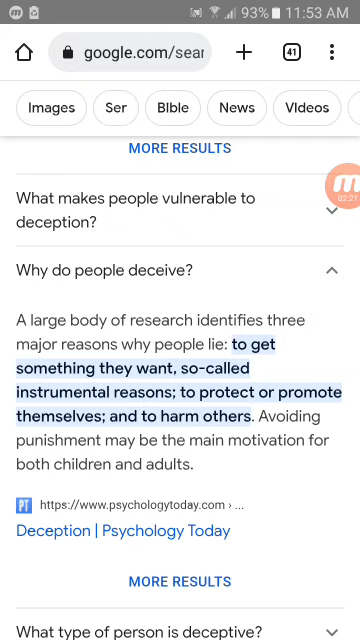 93% 11:53 AM
google.com/sear
41
Images
Ser
Bible
News
Videos
MORE RESULTS
02:21
What makes people vulnerable to
deception?
Why do people deceive?
A large body of research identifies three
major reasons why people lie: to get
something they want, so-called
instrumental reasons; to protect or promote
themselves; and to harm others. Avoiding
punishment may be the main motivation for
both children and adults.
PT https://www.psychologytoday.com › ...
Deception | Psychology Today
MORE RESULTS
What type of person is deceptive?